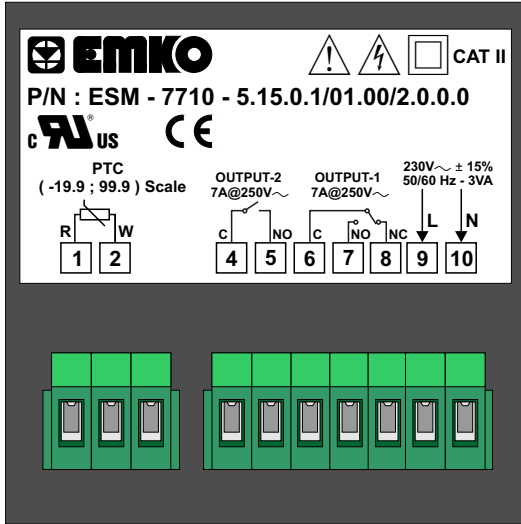 EMKO
CAT II
P/N : ESM - 7710 - 5.15.0.1/01.00/2.0.0.0
c RU ® US CE
PTC
( -19.9 ; 99.9 ) Scale
OUTPUT-2
7A@250V~
OUTPUT-1
7A@250V~
230V~ ± 15%
50/60 Hz - 3VA
R W C NO C NO NC L N
1 2 4 5 6 7 8 9 10